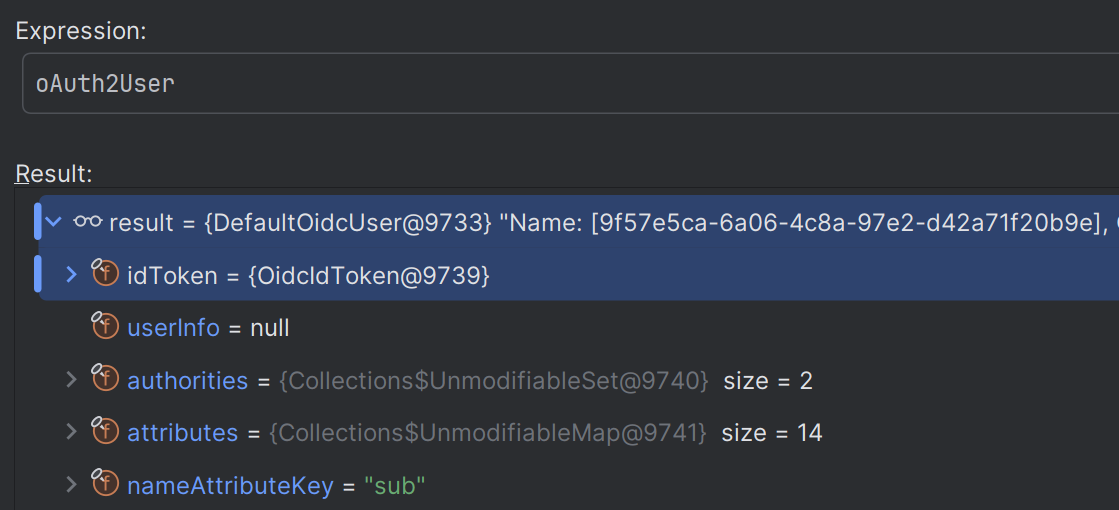 Expression:
oAuth2User
Result:
result = {DefaultOidcUser@9733} "Name: [9f57e5ca-6a06-4c8a-97e2-d42a71f20b9e],
idToken = {OidcIdToken@9739}
userInfo = null
authorities = {Collections$UnmodifiableSet@9740} size = 2
attributes = {Collections$UnmodifiableMap@9741} size = 14
nameAttributeKey = "sub"